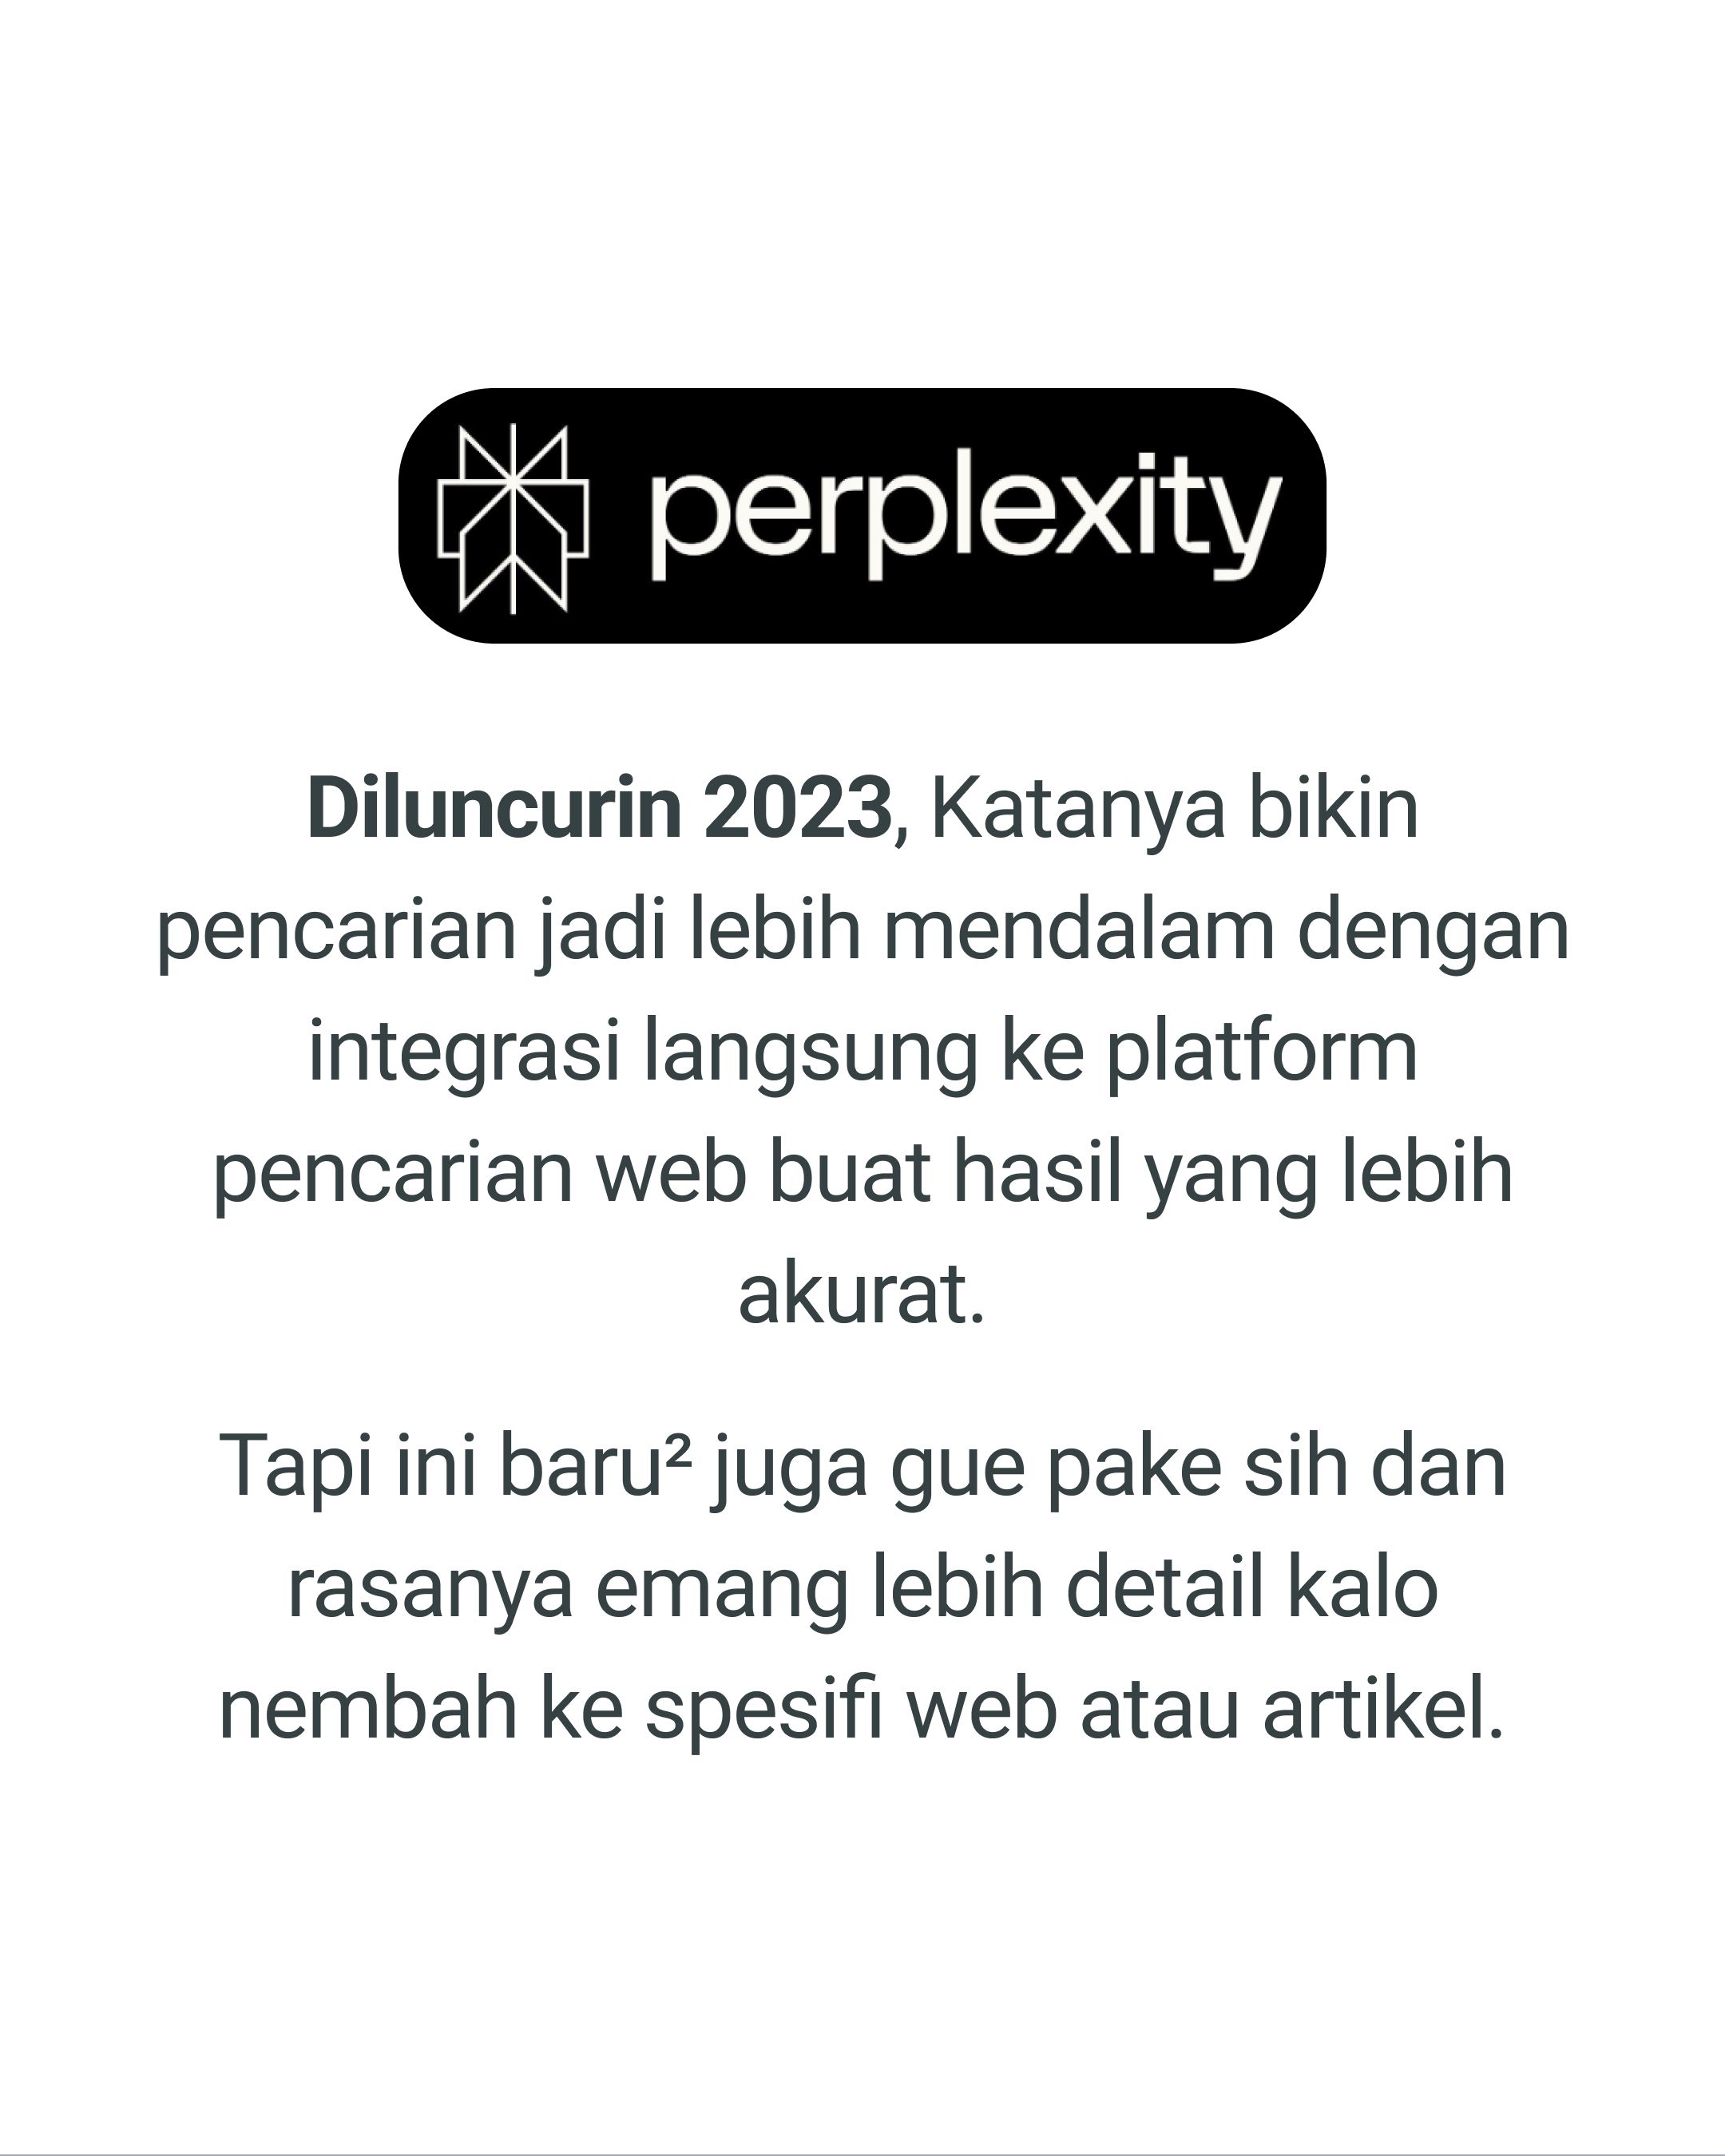 perplexity
Diluncurin 2023, Katanya bikin
pencarian jadi lebih mendalam dengan
integrasi langsung ke platform
pencarian web buat hasil yang lebih
akurat.
Tapi ini baru² juga gue pake sih dan
rasanya emang lebih detail kalo
nembah ke spesifi web atau artikel.